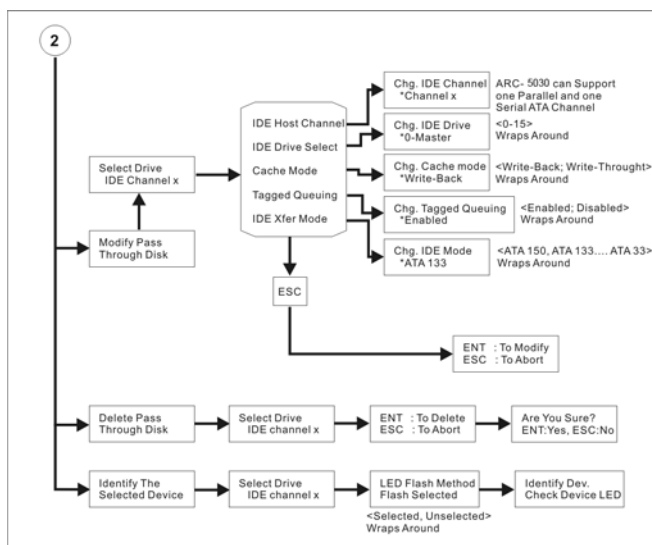 2
Chg. IDE Channel
*Channel x
ARC- 5030 can Support
one Parallel and one
Serial ATA Channel
IDE Host Channel
IDE Drive Select
Cache Mode
Tagged Queuing
IDE Xfer Mode
Chg. IDE Drive
*0-Master
<0-15>
Wraps Around
Select Drive
IDE Channel x
Chg. Cache mode
*Write-Back
<Write-Back; Write-Throught>
Wraps Around
Chg. Tagged Queuing
*Enabled
<Enabled; Disabled>
Wraps Around
Modify Pass
Through Disk
Chg. IDE Mode
*ATA 133
<ATA 150, ATA 133.... ATA 33>
Wraps Around
ESC
ENT : To Modify
ESC : To Abort
Delete Pass
Through Disk
Select Drive
IDE channel x
ENT : To Delete
ESC : To Abort
Are You Sure?
ENT:Yes, ESC:No
Identify The
Selected Device
Select Drive
IDE channel x
LED Flash Method
Flash Selected
<Selected, Unselected>
Wraps Around
Identify Dev.
Check Device LED